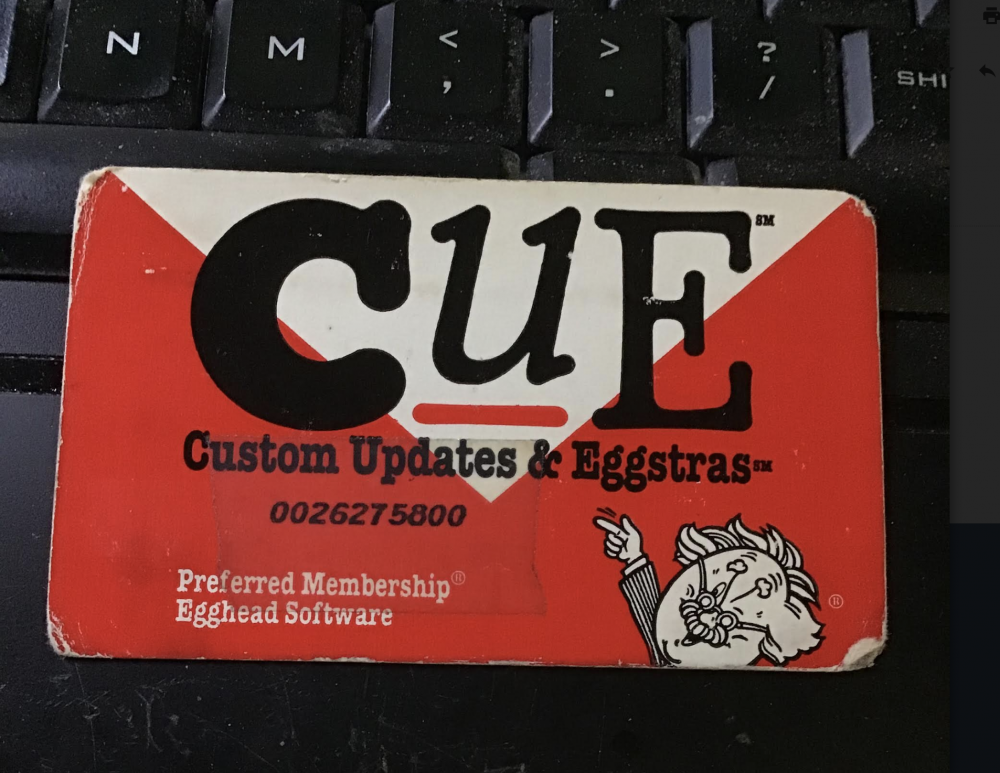 N M < , > . ? / SHI
CUE SM
Custom Updates & Eggstras SM
0026275800
Preferred Membership®
Egghead Software
®